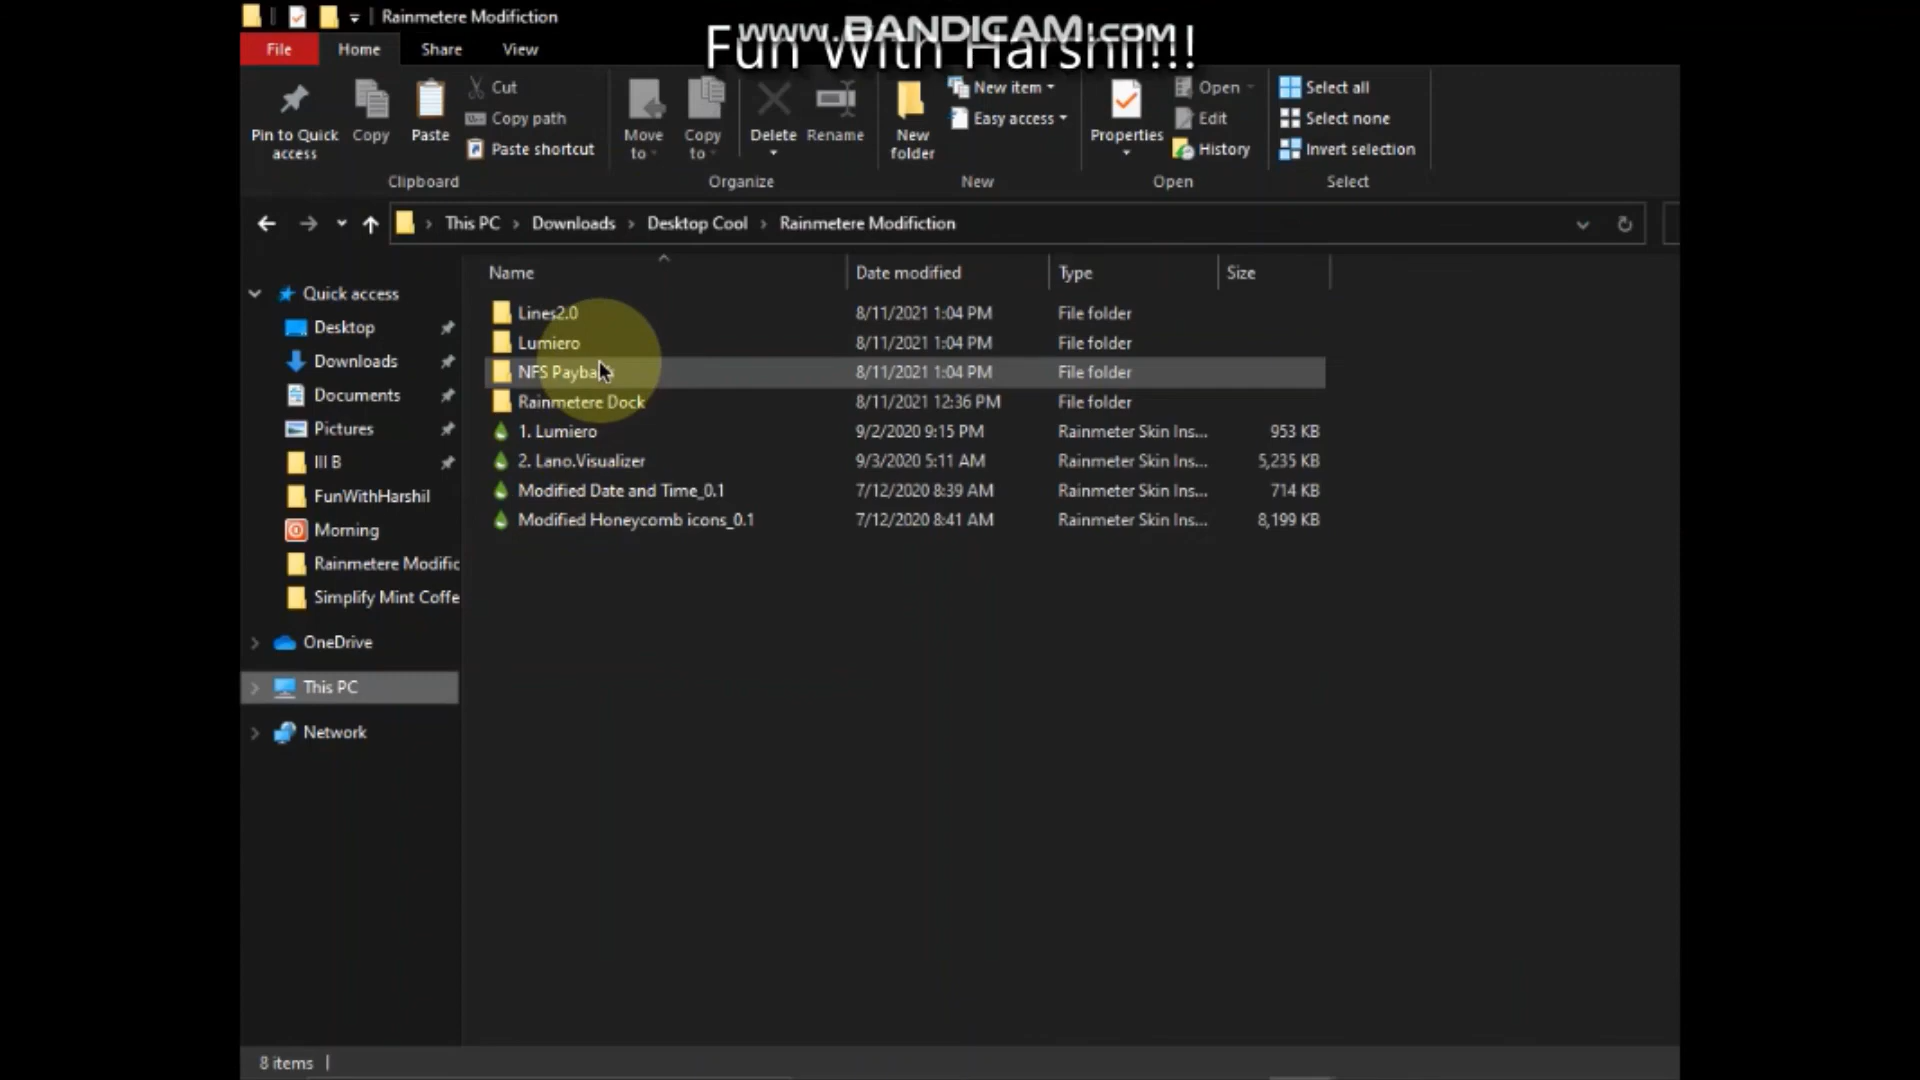 Rainmetere Modifiction
www.BANDICAM.com
Fun With Harshil!!!
File Home Share View
Pin to Quick access
Copy
Paste
Cut
Copy path
Paste shortcut
Move to
Copy to
Delete
Rename
New folder
New item
Easy access
Properties
Open
Edit
History
Select all
Select none
Invert selection
Clipboard Organize New Open Select
This PC Downloads Desktop Cool Rainmetere Modifiction
Name Date modified Type Size
Quick access
Desktop
Downloads
Documents
Pictures
III B
FunWithHarshil
Morning
Rainmetere Modific
Simplify Mint Coffe
OneDrive
This PC
Network
Lines2.0 8/11/2021 1:04 PM File folder
Lumiero 8/11/2021 1:04 PM File folder
NFS 8/11/2021 1:04 PM File folder
Rainmetere Dock 8/11/2021 12:36 PM File folder
1. Lumiero 9/2/2020 9:15 PM Rainmeter Skin Ins... 953 KB
2. Lano.Visualizer 9/3/2020 5:11 AM Rainmeter Skin Ins... 5,235 KB
Modified Date and Time_0.1 7/12/2020 8:39 AM Rainmeter Skin Ins... 714 KB
Modified Honeycomb icons_0.1 7/12/2020 8:41 AM Rainmeter Skin Ins... 8,199 KB
8 items